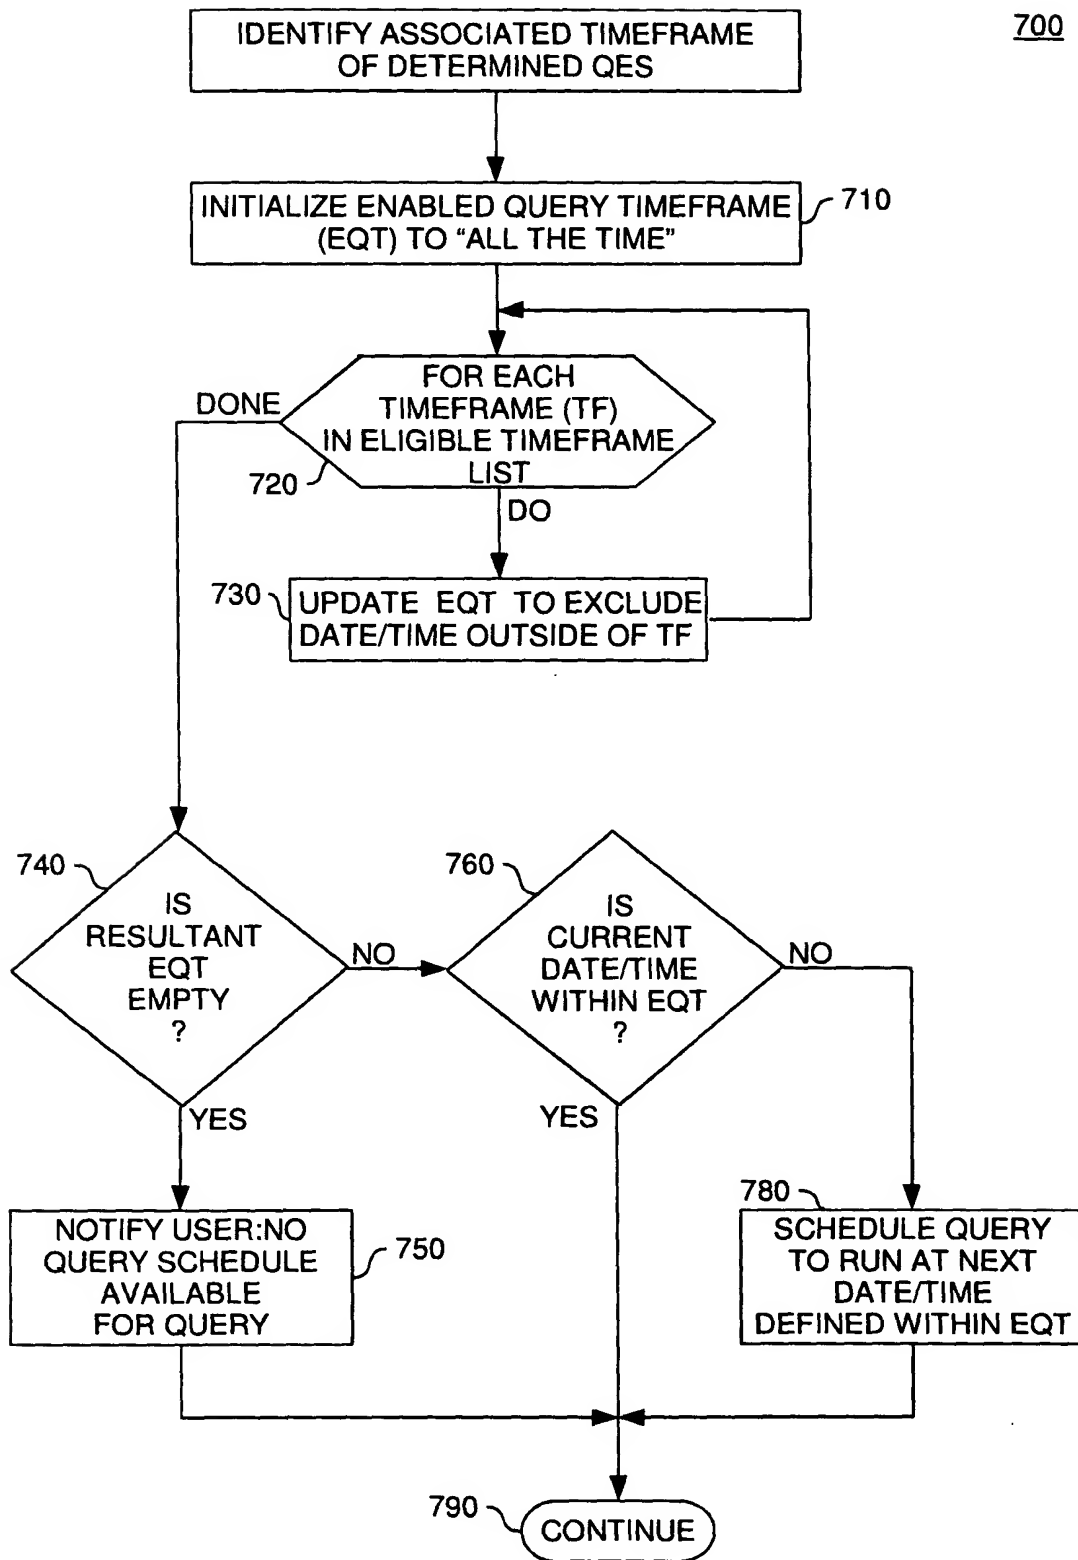 700
IDENTIFY ASSOCIATED TIMEFRAME
OF DETERMINED QES
INITIALIZE ENABLED QUERY TIMEFRAME
(EQT) TO “ALL THE TIME”
710
FOR EACH
TIMEFRAME (TF)
IN ELIGIBLE TIMEFRAME
LIST
DONE
720
DO
730
UPDATE EQT TO EXCLUDE
DATE/TIME OUTSIDE OF TF
740
IS
RESULTANT
EQT
EMPTY
?
NO
YES
760
IS
CURRENT
DATE/TIME
WITHIN EQT
?
NO
YES
NOTIFY USER:NO
QUERY SCHEDULE
AVAILABLE
FOR QUERY
750
780
SCHEDULE QUERY
TO RUN AT NEXT
DATE/TIME
DEFINED WITHIN EQT
790
CONTINUE